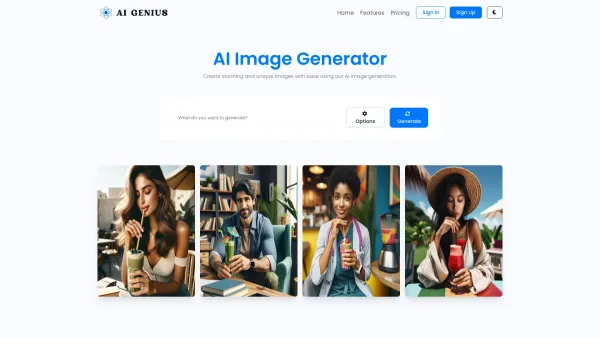 AI GENIUS
Home Features Pricing Sign In Sign Up
AI Image Generator
Create stunning and unique images with ease using our AI image generation.
What do you want to generate?
Options
Generate